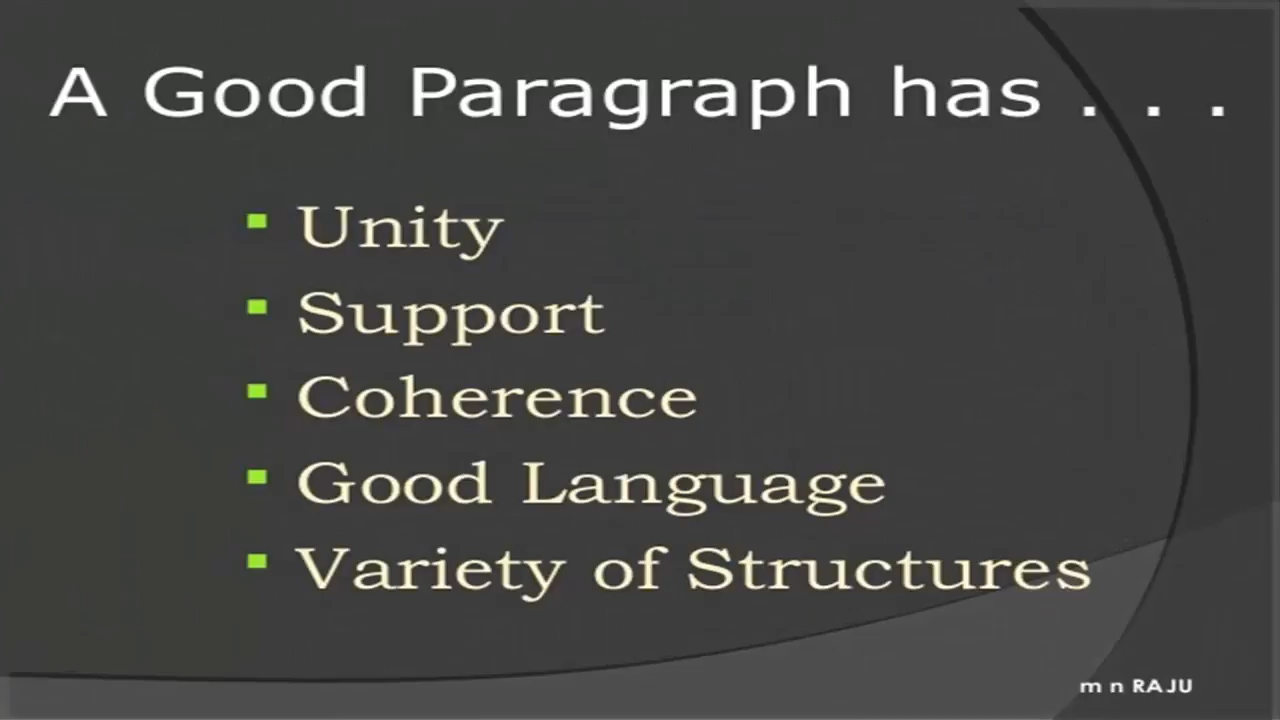 A Good Paragraph has . . .
Unity
Support
Coherence
Good Language
Variety of Structures
m n RAJU